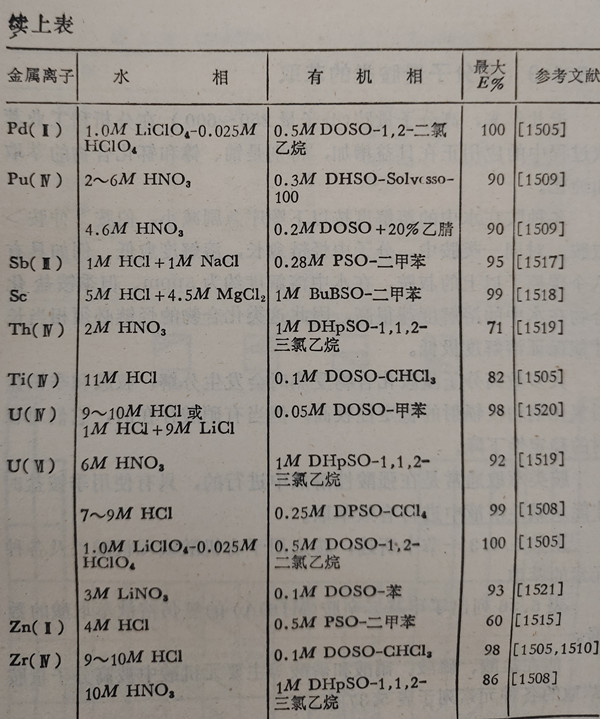 续上表
金属离子 水 相 有 机 相 最大 E% 参考文献
Pd(Ⅱ) 1.0M LiClO₄-0.025M 0.5M DOSO-1,2-二氯 100 [1505]
HClO₄ 乙烷
Pu(Ⅳ) 2～6M HNO₃ 0.3M DHSO-Solvesso- 90 [1509]
100
4.6M HNO₃ 0.2M DOSO+20%乙腈 90 [1509]
Sb(Ⅲ) 1M HCl+1M NaCl 0.28M PSO-二甲苯 95 [1517]
Sc 5M HCl+4.5M MgCl₂ 1M BuBSO-二甲苯 99 [1518]
Th(Ⅳ) 2M HNO₃ 1M DHpSO-1,1,2- 71 [1519]
三氯乙烷
Ti(Ⅳ) 11M HCl 0.1M DOSO-CHCl₃ 82 [1505]
U(Ⅳ) 9～10M HCl 或 0.05M DOSO-甲苯 98 [1520]
1M HCl+9M LiCl
U(Ⅵ) 6M HNO₃ 1M DHpSO-1,1,2- 92 [1519]
三氯乙烷
7～9M HCl 0.25M DPSO-CCl₄ 99 [1508]
1.0M LiClO₄-0.025M 0.5M DOSO-1,2- 100 [1505]
HClO₄ 二氯乙烷
3M LiNO₃ 0.1M DOSO-苯 93 [1521]
Zn(Ⅱ) 4M HCl 0.5M PSO-二甲苯 60 [1515]
Zr(Ⅳ) 9～10M HCl 0.1M DOSO-CHCl₃ 98 [1505,1510]
10M HNO₃ 1M DHpSO-1,1,2- 86 [1508]
三氯乙烷